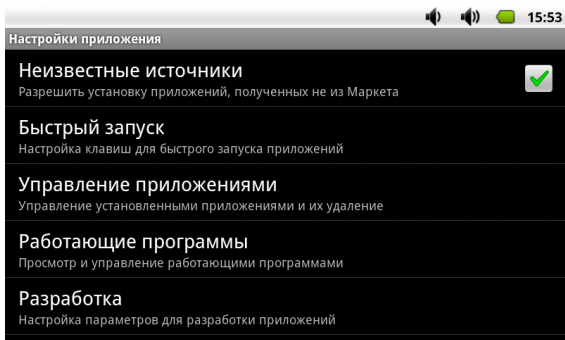 15:53
Настройки приложения
Неизвестные источники
Разрешить установку приложений, полученных не из Маркета
Быстрый запуск
Настройка клавиш для быстрого запуска приложений
Управление приложениями
Управление установленными приложениями и их удаление
Работающие программы
Просмотр и управление работающими программами
Разработка
Настройка параметров для разработки приложений